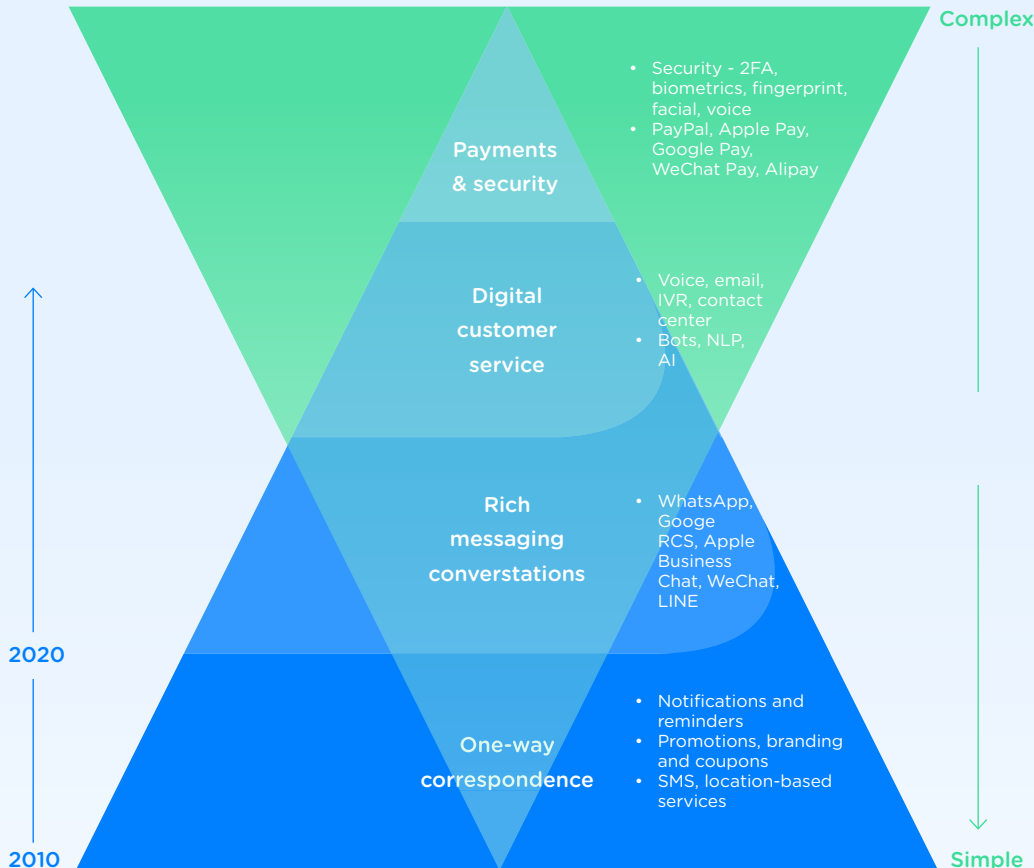 Complex
• Security - 2FA,
biometrics, fingerprint,
facial, voice
• PayPal, Apple Pay,
Google Pay,
WeChat Pay, Alipay
Payments
& security
• Voice, email,
IVR, contact
center
• Bots, NLP,
AI
Digital
customer
service
• WhatsApp,
Googe
RCS, Apple
Business
Chat, WeChat,
LINE
Rich
messaging
converstations
2020
• Notifications and
reminders
• Promotions, branding
and coupons
• SMS, location-based
services
One-way
correspondence
2010
Simple